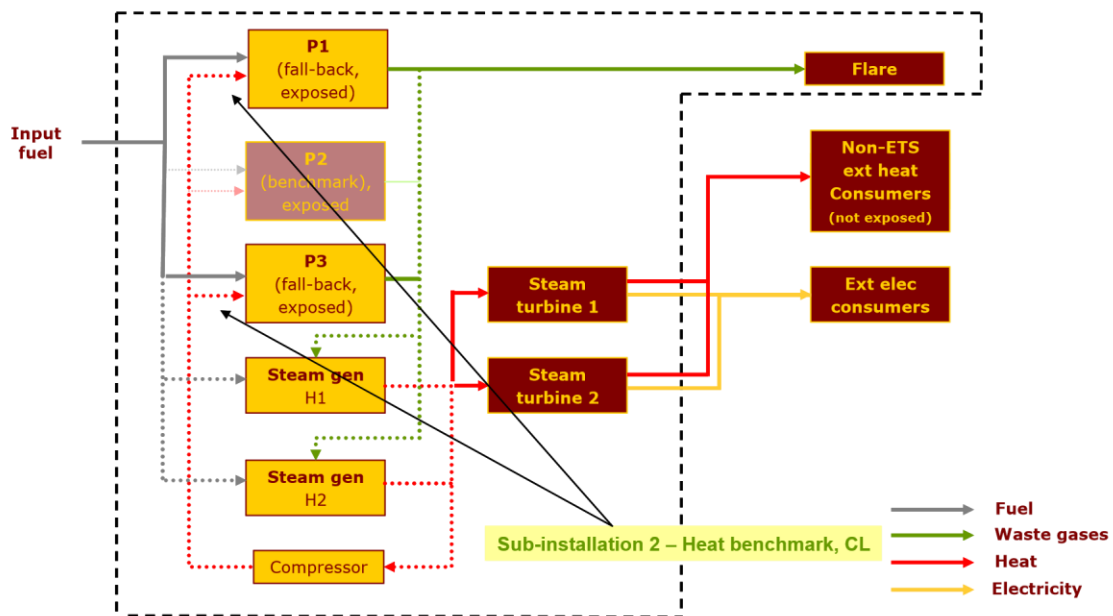 P1
(fall-back,
exposed)
Flare
Input
fuel
P2
(benchmark),
exposed
Non-ETS
ext heat
Consumers
(not exposed)
P3
(fall-back,
exposed)
Steam
turbine 1
Ext elec
consumers
Steam gen
H1
Steam
turbine 2
Steam gen
H2
Sub-installation 2 – Heat benchmark, CL
Compressor
Fuel
Waste gases
Heat
Electricity